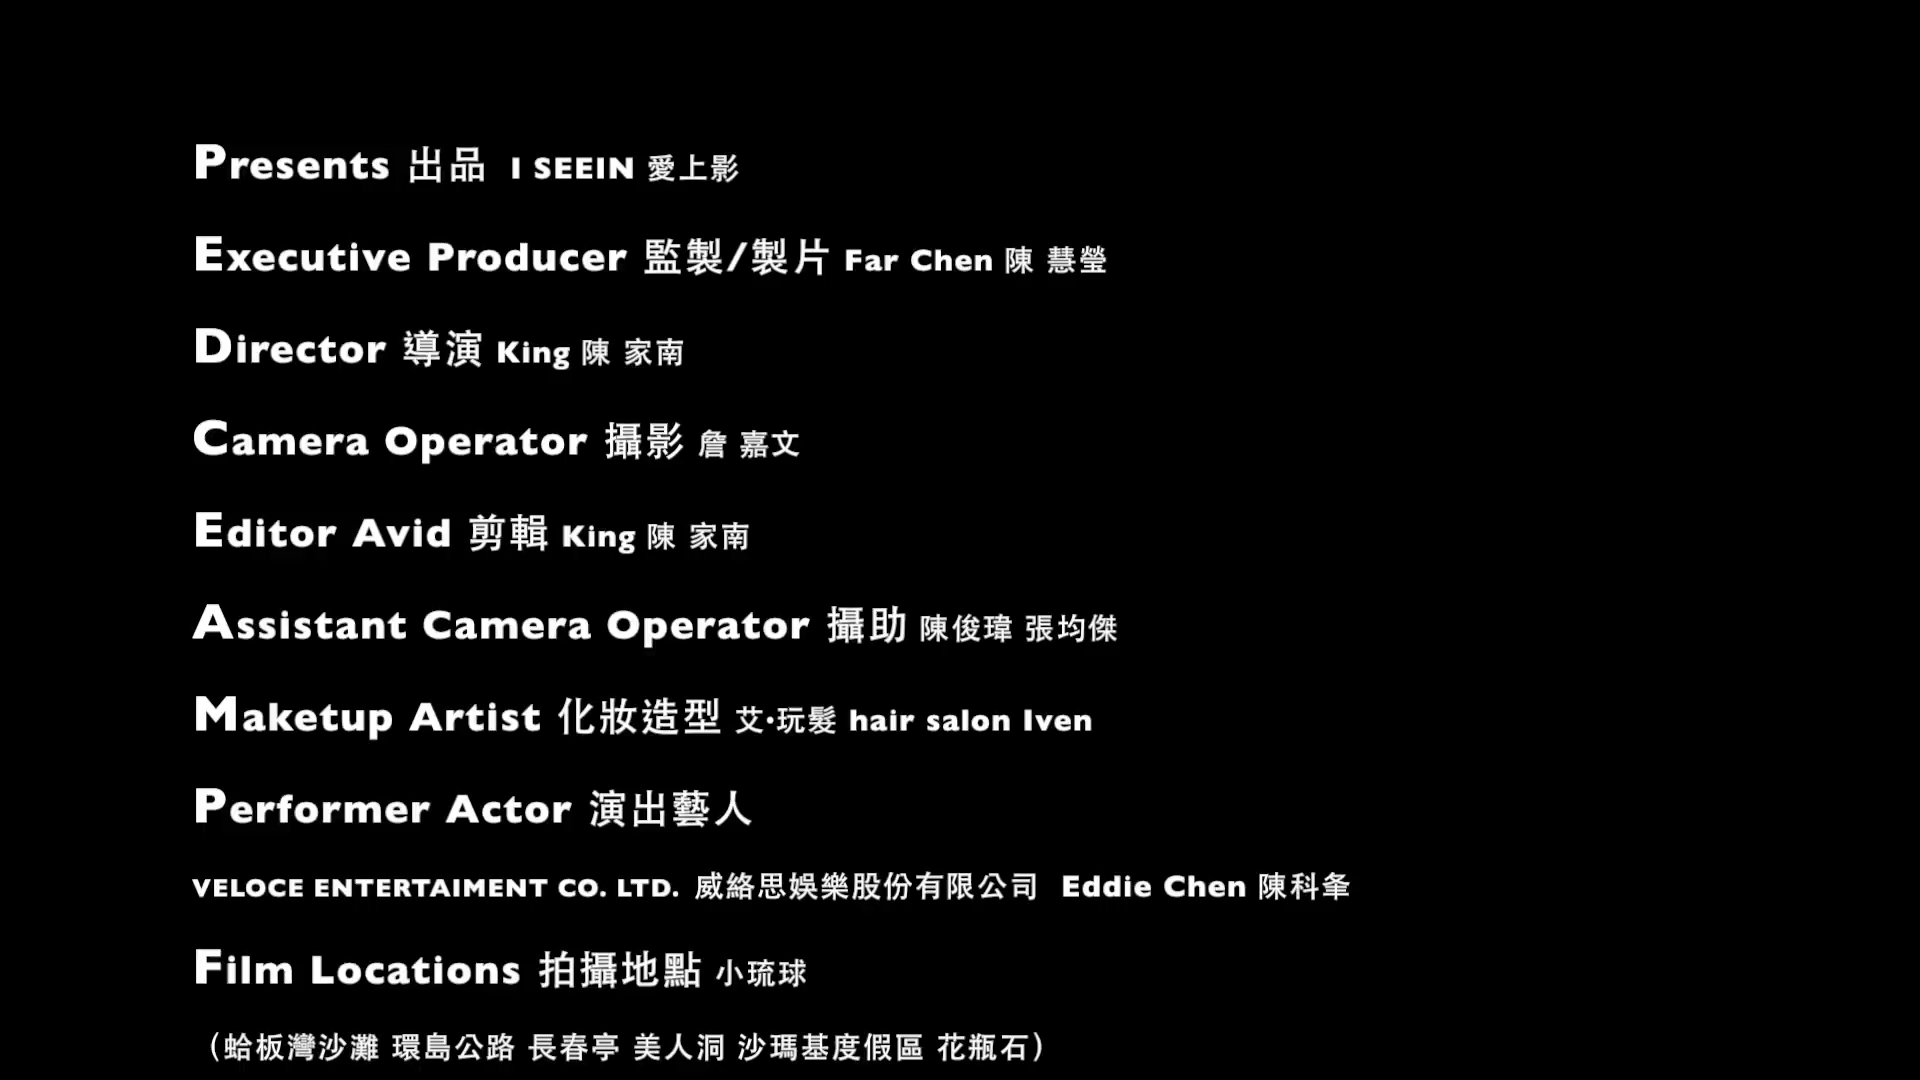 Presents 出品 I SEEIN 愛上影
Executive Producer 監製/製片 Far Chen 陳 慧瑩
Director 導演 King 陳 家南
Camera Operator 攝影 詹 嘉文
Editor Avid 剪輯 King 陳 家南
Assistant Camera Operator 攝助 陳俊瑋 張均傑
Maketup Artist 化妝造型 艾•玩髮 hair salon Iven
Performer Actor 演出藝人
VELOCE ENTERTAIMENT CO. LTD. 威絡思娛樂股份有限公司 Eddie Chen 陳科夆
Film Locations 拍攝地點 小琉球
（蛤板灣沙灘 環島公路 長春亭 美人洞 沙瑪基度假區 花瓶石）